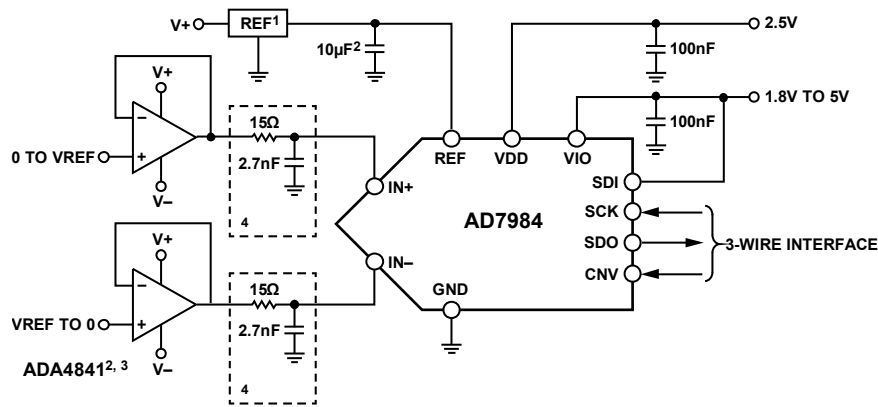 V+
REF¹
10µF²
100nF
2.5V
100nF
1.8V TO 5V
V+
−
+
0 TO VREF
V−
15Ω
2.7nF
4
REF
VDD
VIO
IN+
IN−
GND
AD7984
SDI
SCK
SDO
CNV
3-WIRE INTERFACE
V+
−
+
VREF TO 0
V−
ADA4841², ³
15Ω
2.7nF
4